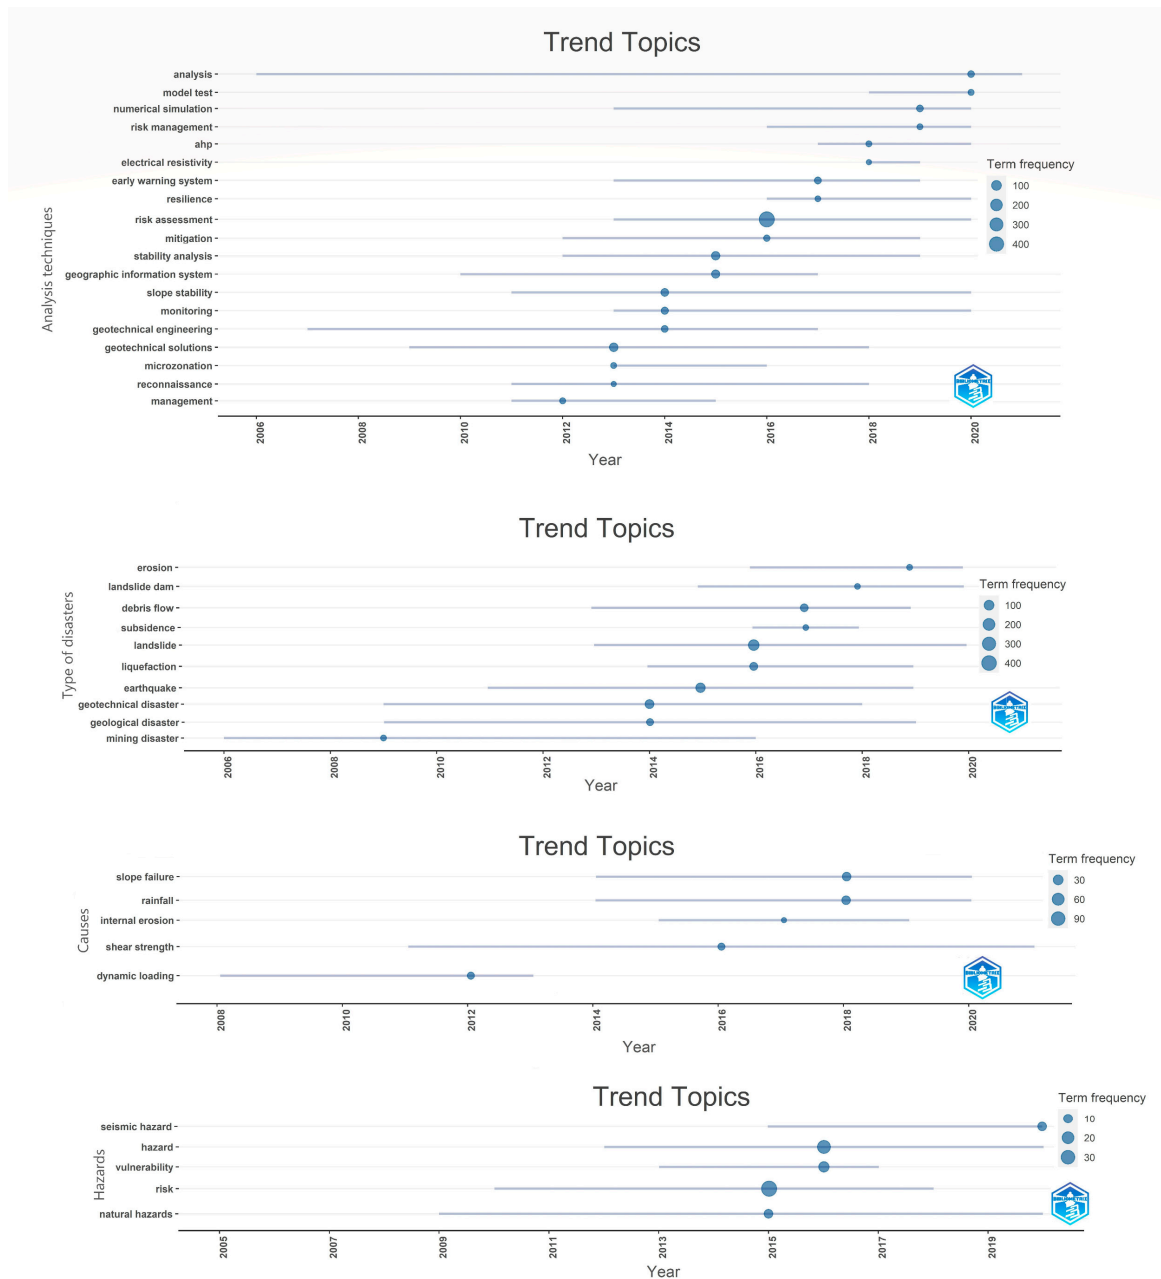 Trend Topics
analysis
model test
numerical simulation
risk management
ahp
electrical resistivity
early warning system
resilience
risk assessment
mitigation
stability analysis
geographic information system
slope stability
monitoring
geotechnical engineering
geotechnical solutions
microzonation
reconnaissance
management
Analysis techniques
Term frequency
100
200
300
400
BIBLIOMETRIX
2006 2008 2010 2012 2014 2016 2018 2020
Year
Trend Topics
erosion
landslide dam
debris flow
subsidence
landslide
liquefaction
earthquake
geotechnical disaster
geological disaster
mining disaster
Type of disasters
Term frequency
100
200
300
400
BIBLIOMETRIX
2006 2008 2010 2012 2014 2016 2018 2020
Year
Trend Topics
slope failure
rainfall
internal erosion
shear strength
dynamic loading
Causes
Term frequency
30
60
90
BIBLIOMETRIX
2008 2010 2012 2014 2016 2018 2020
Year
Trend Topics
seismic hazard
hazard
vulnerability
risk
natural hazards
Hazards
Term frequency
10
20
30
BIBLIOMETRIX
2005 2007 2009 2011 2013 2015 2017 2019
Year